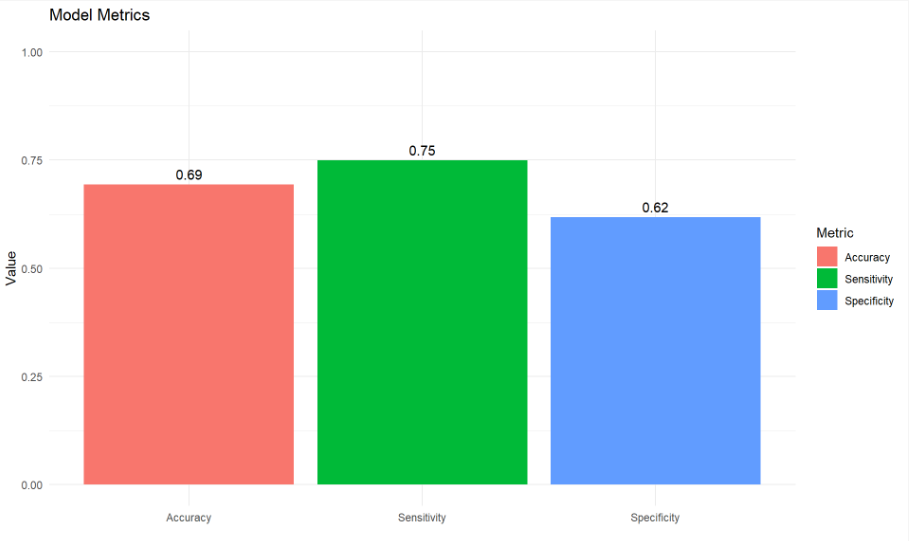 Model Metrics
1.00
0.75
0.50
0.25
0.00
Value
0.69
0.75
0.62
Accuracy
Sensitivity
Specificity
Metric
Accuracy
Sensitivity
Specificity